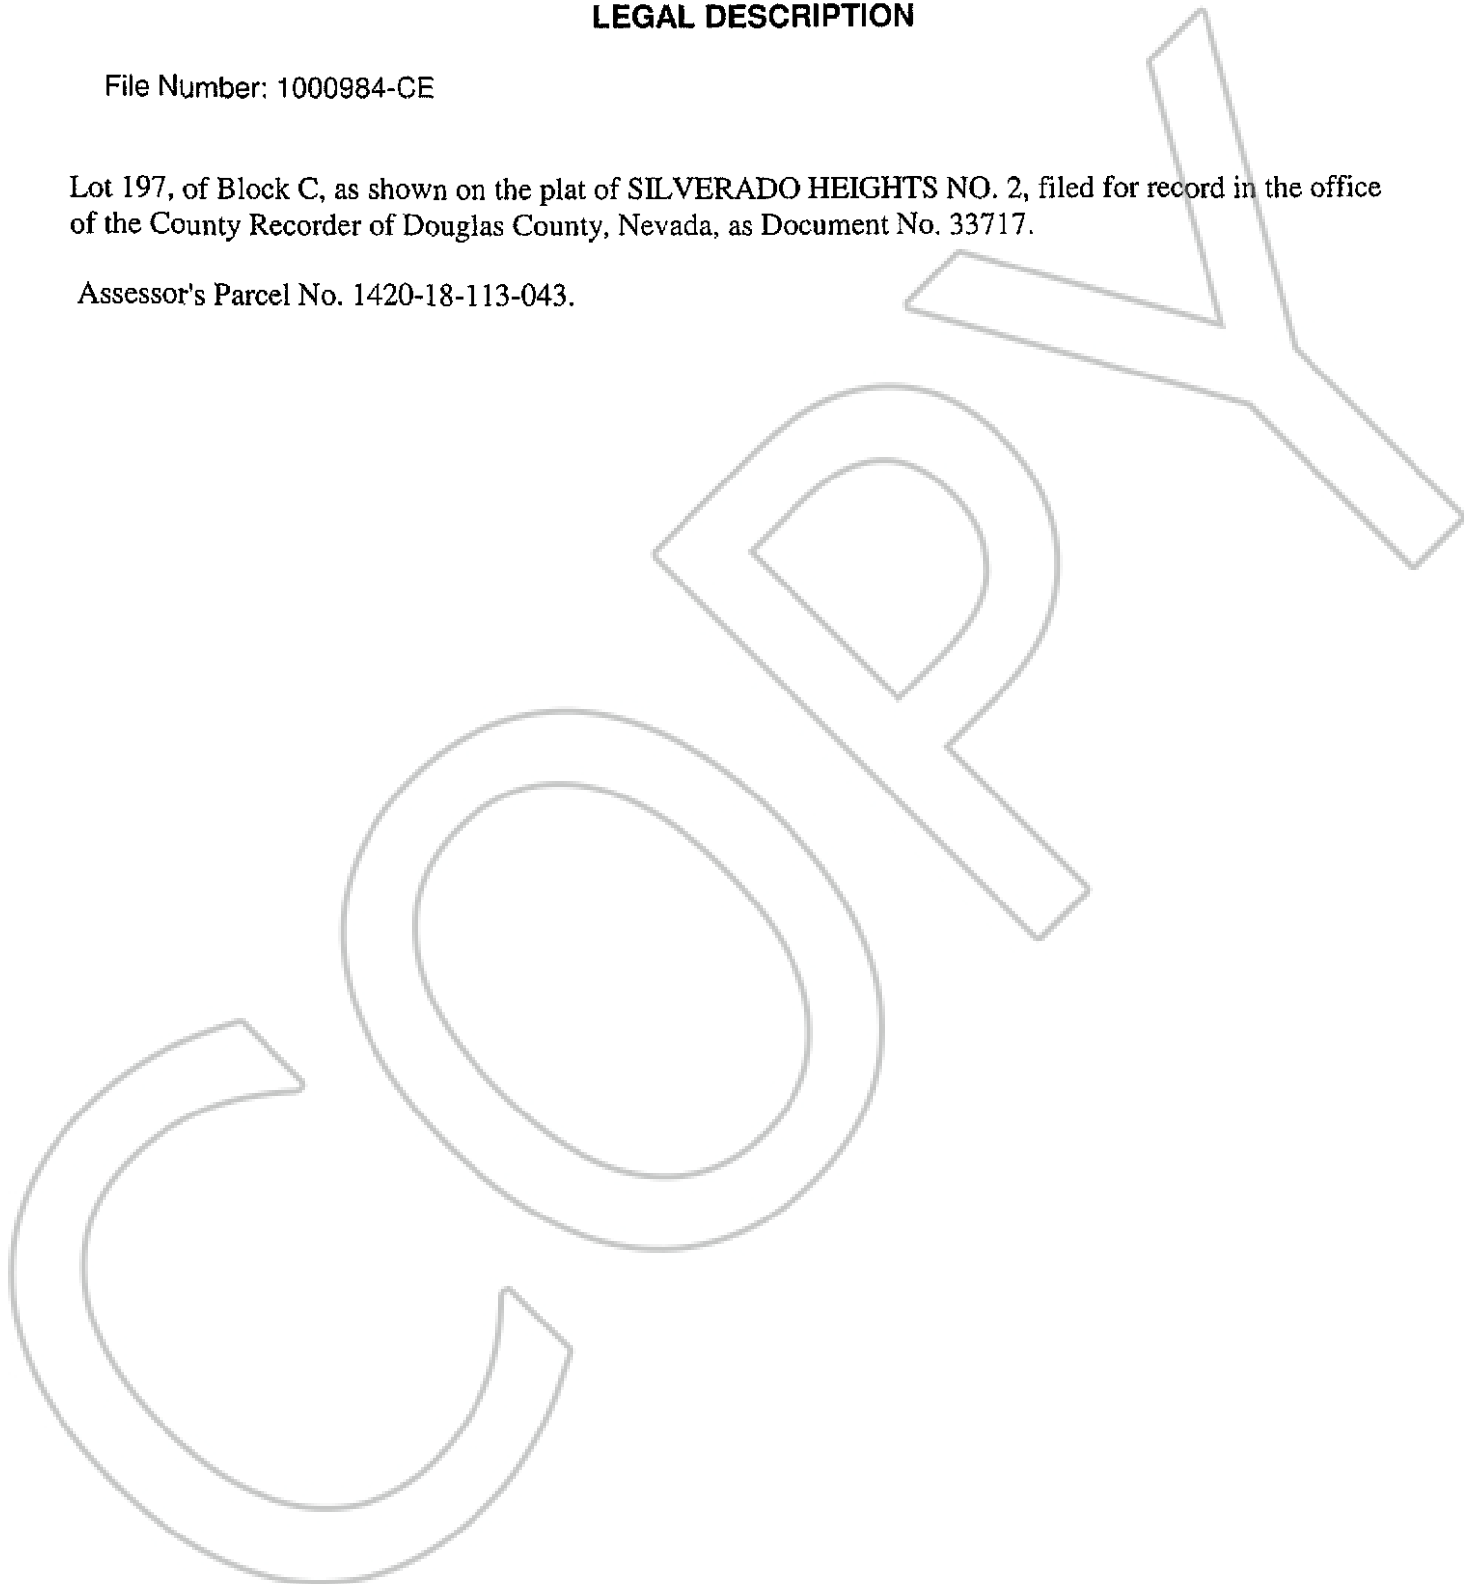 LEGAL DESCRIPTION
File Number: 1000984-CE
Lot 197, of Block C, as shown on the plat of SILVERADO HEIGHTS NO. 2, filed for record in the office
of the County Recorder of Douglas County, Nevada, as Document No. 33717.
Assessor's Parcel No. 1420-18-113-043.
COPY